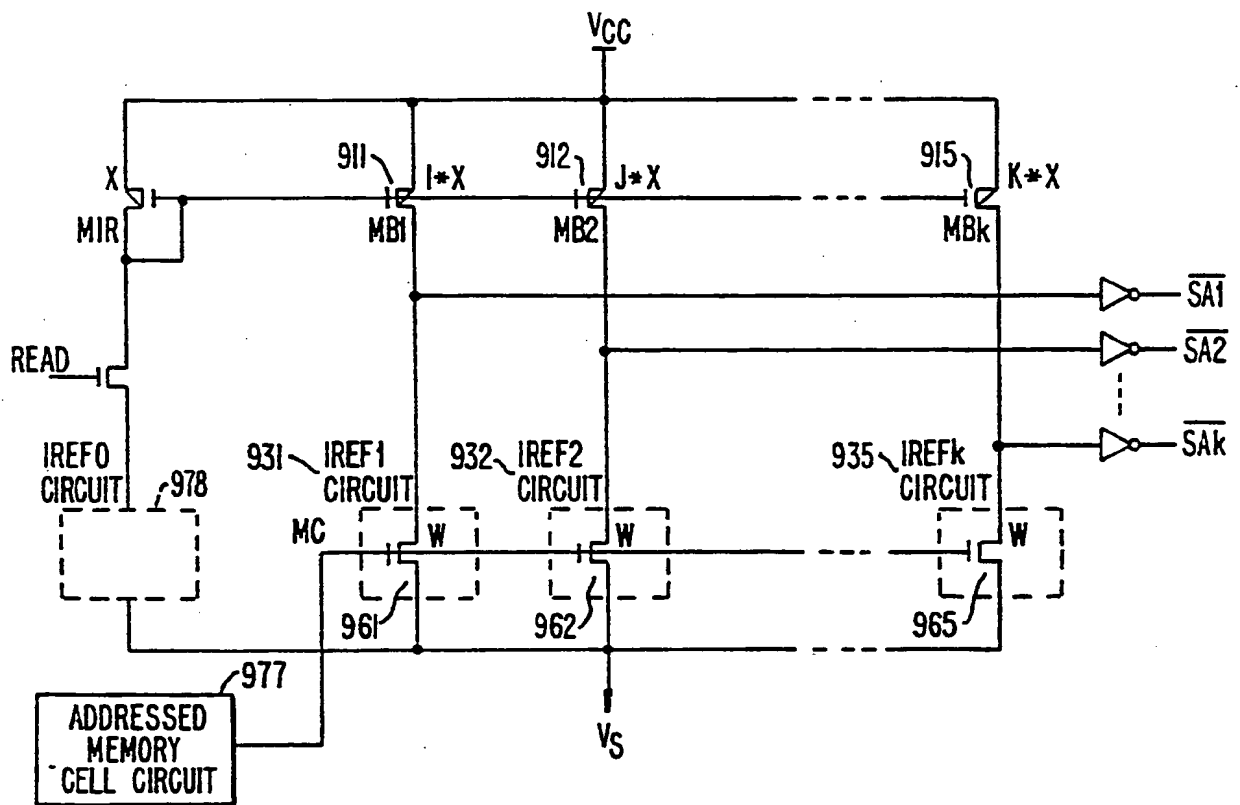 VCC
X
911
I*X
912
J*X
915
K*X
MIR
MB1
MB2
MBk
SA1
READ
SA2
IREF0
CIRCUIT
978
931
IREF1
CIRCUIT
932
IREF2
CIRCUIT
935
IREFk
CIRCUIT
SAk
MC
W
W
W
961
962
965
977
ADDRESSED
MEMORY
CELL CIRCUIT
VS